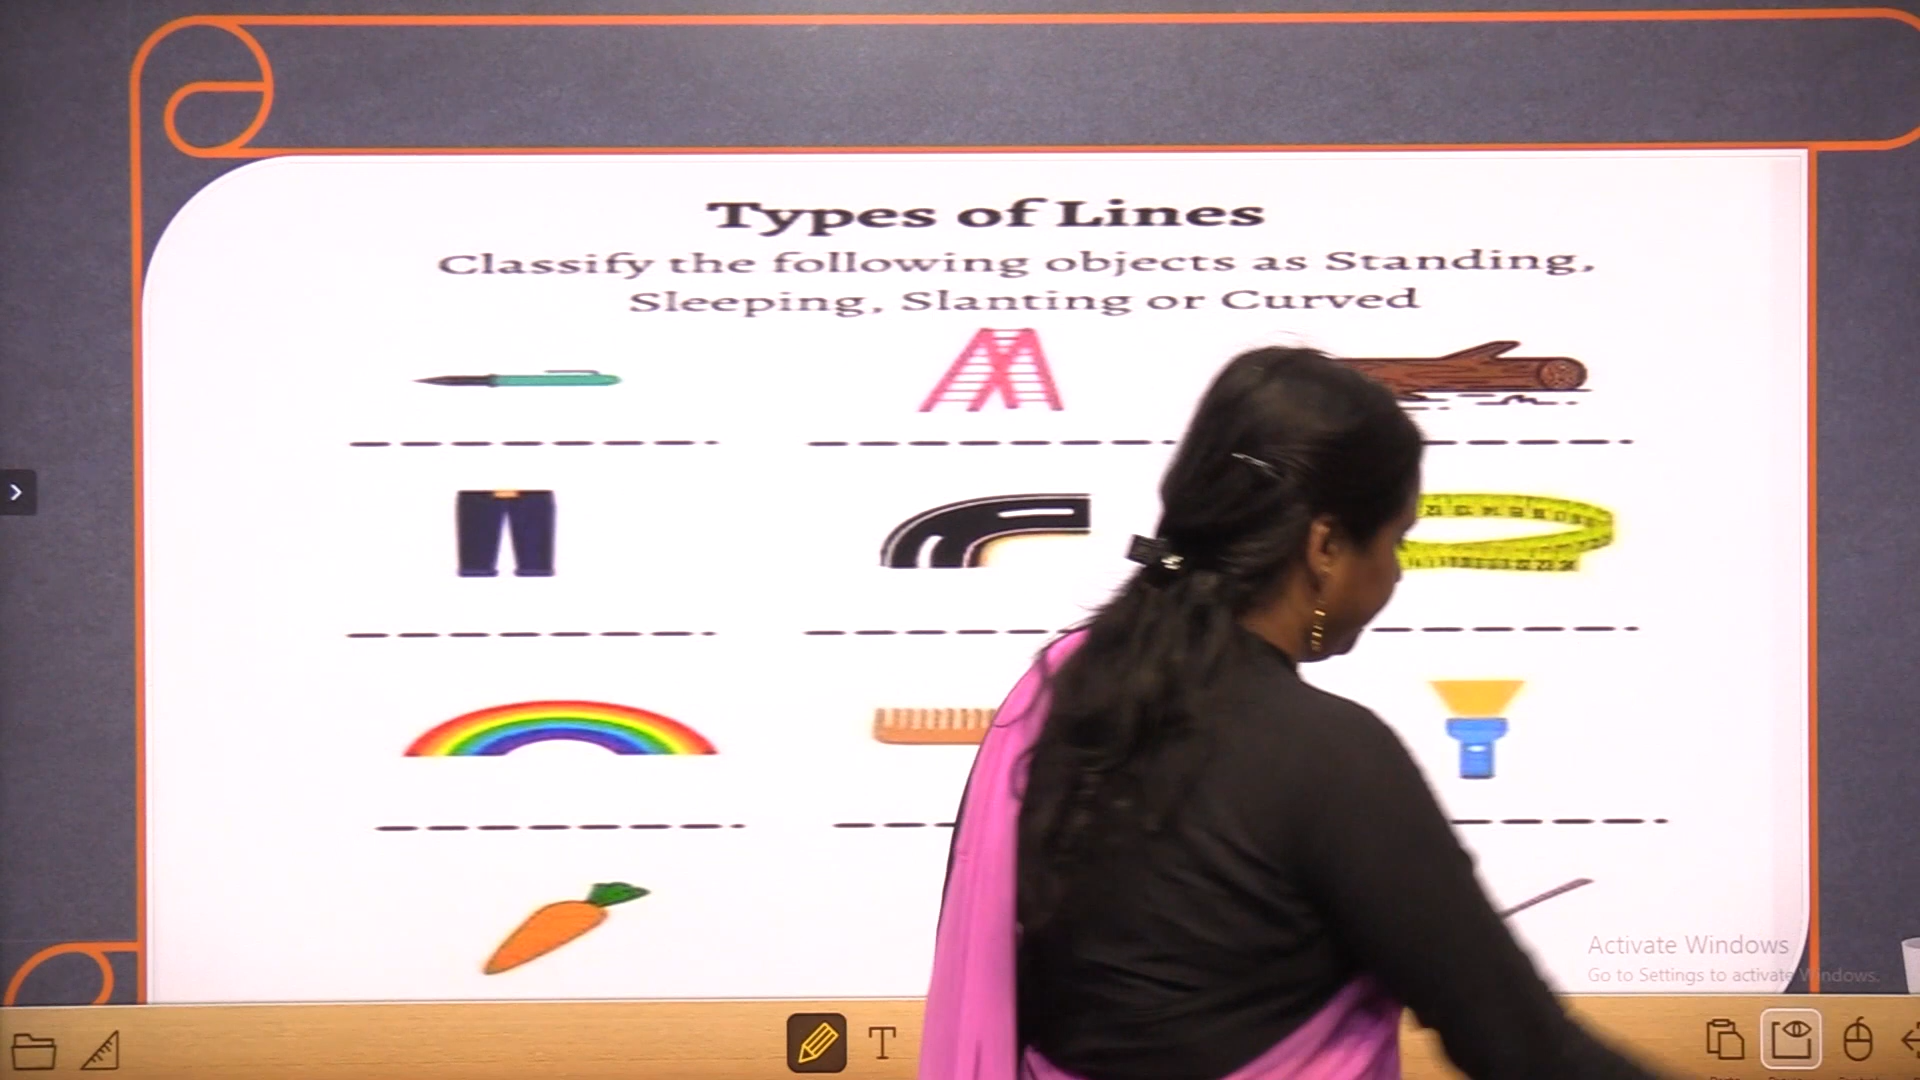 Types of Lines
Classify the following objects as Standing,
Sleeping, Slanting or Curved
Activate Windows
Go to Settings to activate Windows.
T